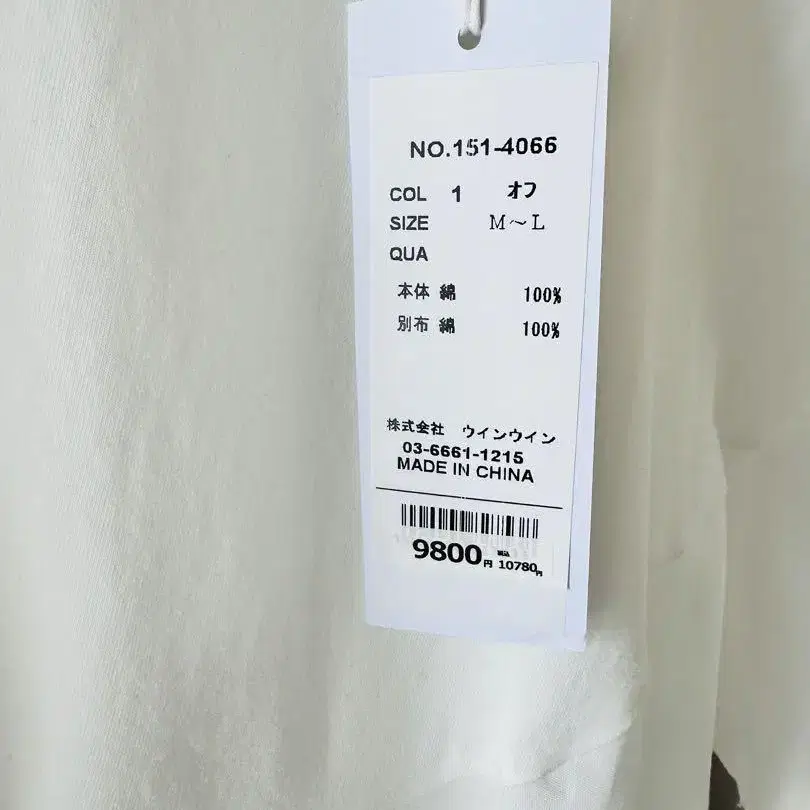 NO.151-4066
COL 1 オフ
SIZE M～L
QUA
本体 綿 100%
別布 綿 100%
株式会社 ウインウイン
03-6661-1215
MADE IN CHINA
9800円 税込 10780円